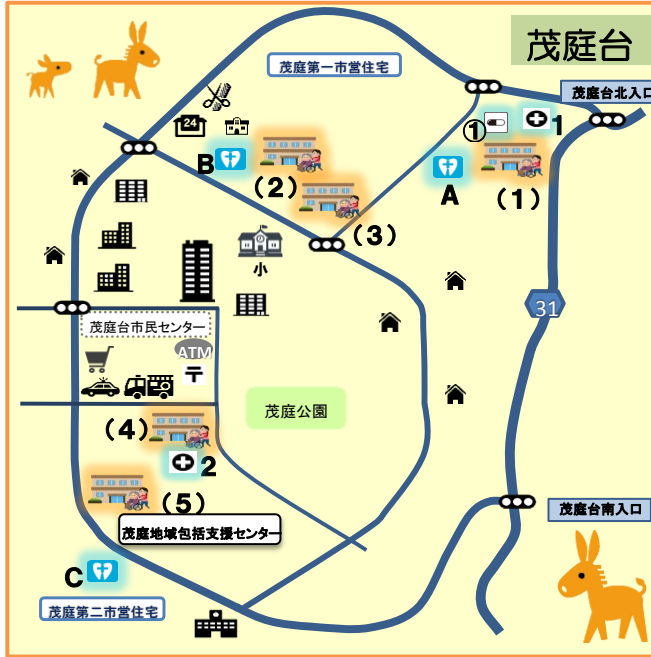 茂庭台
茂庭第一市営住宅
茂庭台北入口
24
①
1
B
A
(2)
(1)
(3)
小
31
茂庭台市民センター
ATM
〒
茂庭公園
(4)
2
(5)
茂庭台南入口
茂庭地域包括支援センター
C
茂庭第二市営住宅